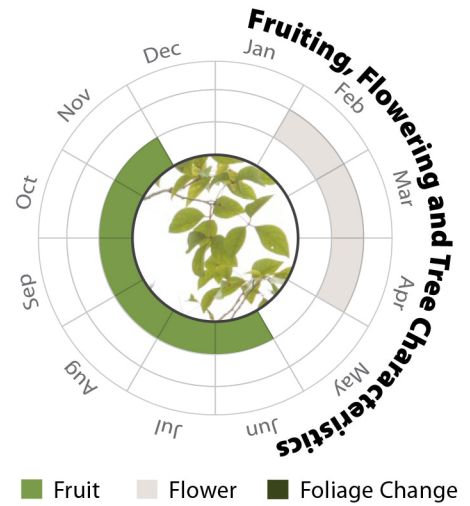 Fruiting, Flowering and Tree Characteristics
Jan
Feb
Mar
Apr
May
Jun
Jul
Aug
Sep
Oct
Nov
Dec
Fruit
Flower
Foliage Change